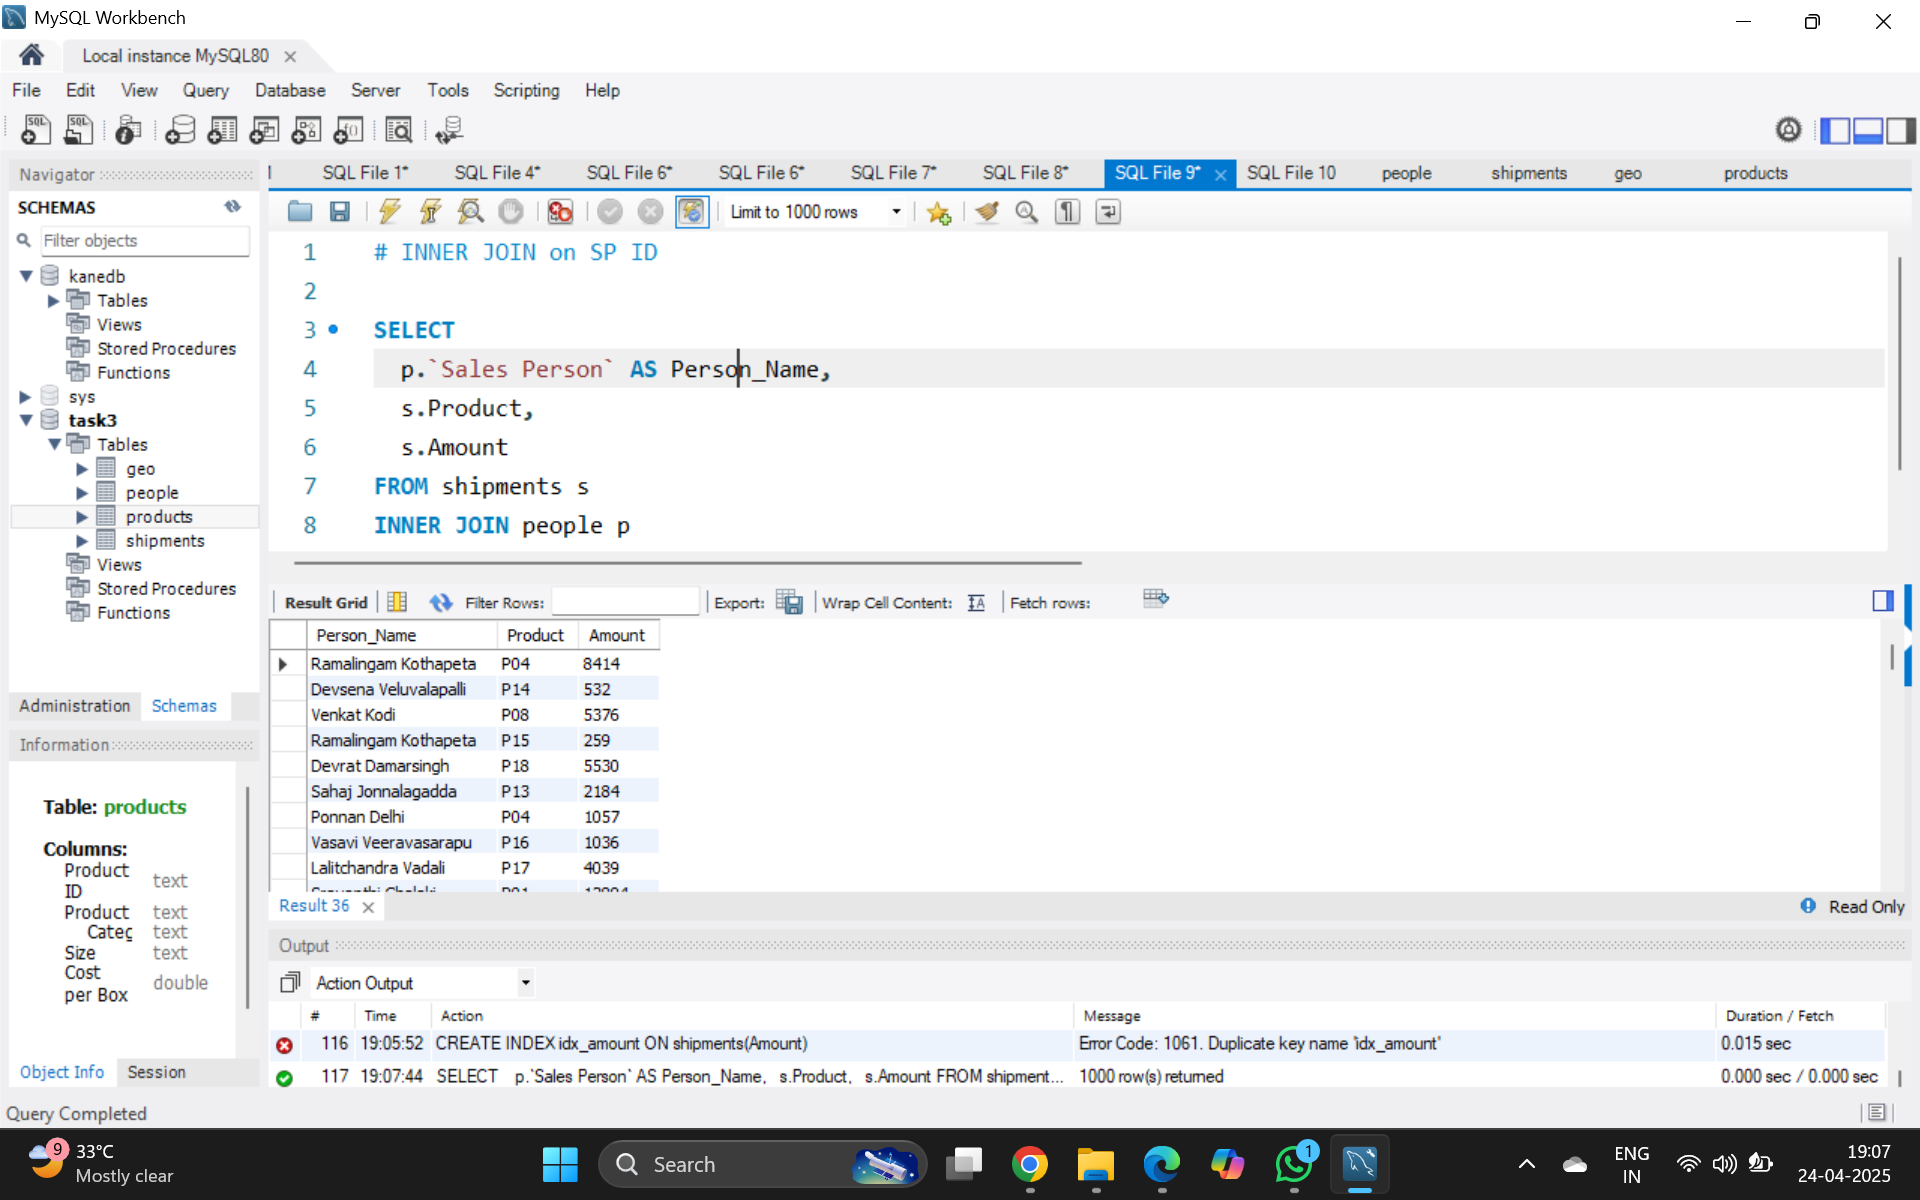 MySQL Workbench
Local instance MySQL80
File Edit View Query Database Server Tools Scripting Help
Navigator
SCHEMAS
Filter objects
kanedb
Tables
Views
Stored Procedures
Functions
sys
task3
Tables
geo
people
products
shipments
Views
Stored Procedures
Functions
Administration Schemas
Information
Table: products
Columns:
Product ID text
Product text
Categ text
Size text
Cost per Box double
Object Info Session
SQL File 1* SQL File 4* SQL File 6* SQL File 6* SQL File 7* SQL File 8* SQL File 9* SQL File 10 people shipments geo products
Limit to 1000 rows
1 # INNER JOIN on SP ID
2
3 SELECT
4 p.`Sales Person` AS Person_Name,
5 s.Product,
6 s.Amount
7 FROM shipments s
8 INNER JOIN people p
Result Grid Filter Rows: Export: Wrap Cell Content: Fetch rows:
Person_Name Product Amount
Ramalingam Kothapeta P04 8414
Devsena Veluvalapalli P14 532
Venkat Kodi P08 5376
Ramalingam Kothapeta P15 259
Devrat Damarsingh P18 5530
Sahaj Jonnalagadda P13 2184
Ponnan Delhi P04 1057
Vasavi Veeravasarapu P16 1036
Lalitchandra Vadali P17 4039
Result 36 Read Only
Output
Action Output
# Time Action Message Duration / Fetch
116 19:05:52 CREATE INDEX idx_amount ON shipments(Amount) Error Code: 1061. Duplicate key name 'idx_amount' 0.015 sec
117 19:07:44 SELECT p.`Sales Person` AS Person_Name, s.Product, s.Amount FROM shipment... 1000 row(s) returned 0.000 sec / 0.000 sec
Query Completed
9
33°C
Mostly clear
Search
1
ENG
IN
19:07
24-04-2025